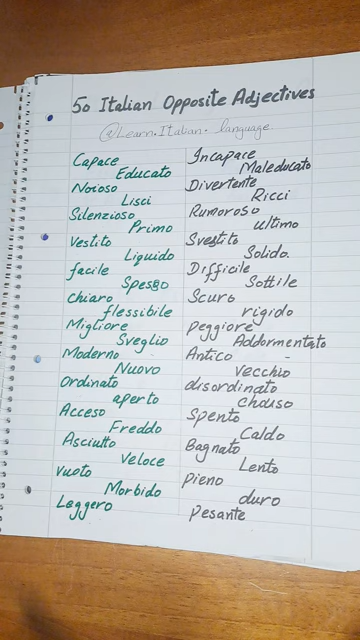 50 Italian Opposite Adjectives
@Learn.Italian.language
Capace Incapace
Educato Maleducato
Noioso Divertente
Lisci Ricci
Silenzioso Rumoroso
Primo ultimo
Vestito Svestito
Liquido Solido.
facile Difficile
Spesso Sottile
chiaro Scuro
flessibile rigido
Migliore peggiore
Sveglio Addormentato
Moderno Antico
Nuovo vecchio
Ordinato disordinato
aperto chiuso
Acceso Spento
Freddo Caldo
Asciutto Bagnato
Veloce Lento
vuoto pieno
Morbido duro
Leggero pesante